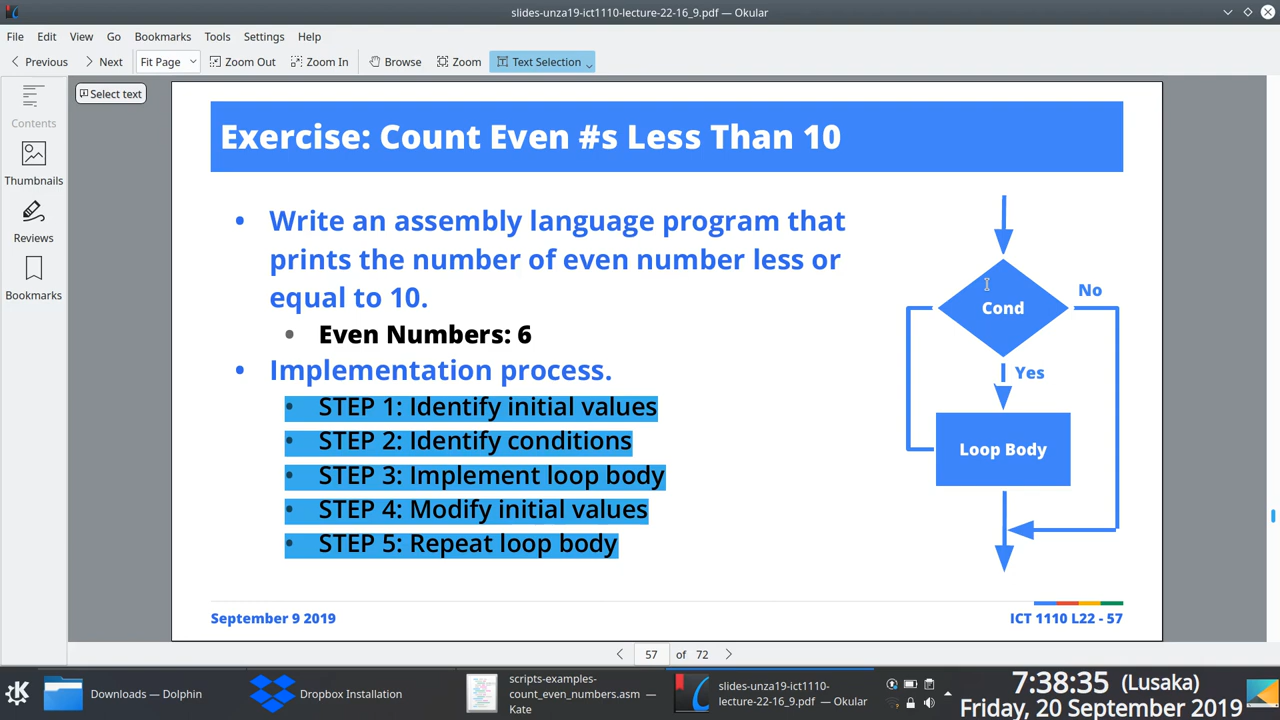 slides-unza19-ict1110-lecture-22-16_9.pdf — Okular
File Edit View Go Bookmarks Tools Settings Help
Previous Next Fit Page Zoom Out Zoom In Browse Zoom Text Selection
Select text
Contents
Thumbnails
Reviews
Bookmarks
Exercise: Count Even #s Less Than 10
• Write an assembly language program that
prints the number of even number less or
equal to 10.
• Even Numbers: 6
• Implementation process.
• STEP 1: Identify initial values
• STEP 2: Identify conditions
• STEP 3: Implement loop body
• STEP 4: Modify initial values
• STEP 5: Repeat loop body
Cond
No
Yes
Loop Body
September 9 2019
ICT 1110 L22 - 57
57 of 72
Downloads — Dolphin
Dropbox Installation
scripts-examples-
count_even_numbers.asm —
Kate
slides-unza19-ict1110-
lecture-22-16_9.pdf — Okular
7:38:35 (Lusaka)
Friday, 20 September 2019